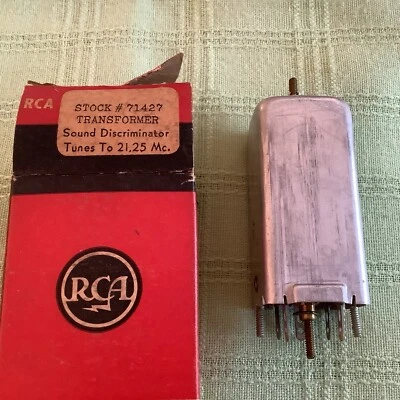 RCA
STOCK # 71427
TRANSFORMER
Sound Discriminator
Tunes To 21.25 Mc.
RCA